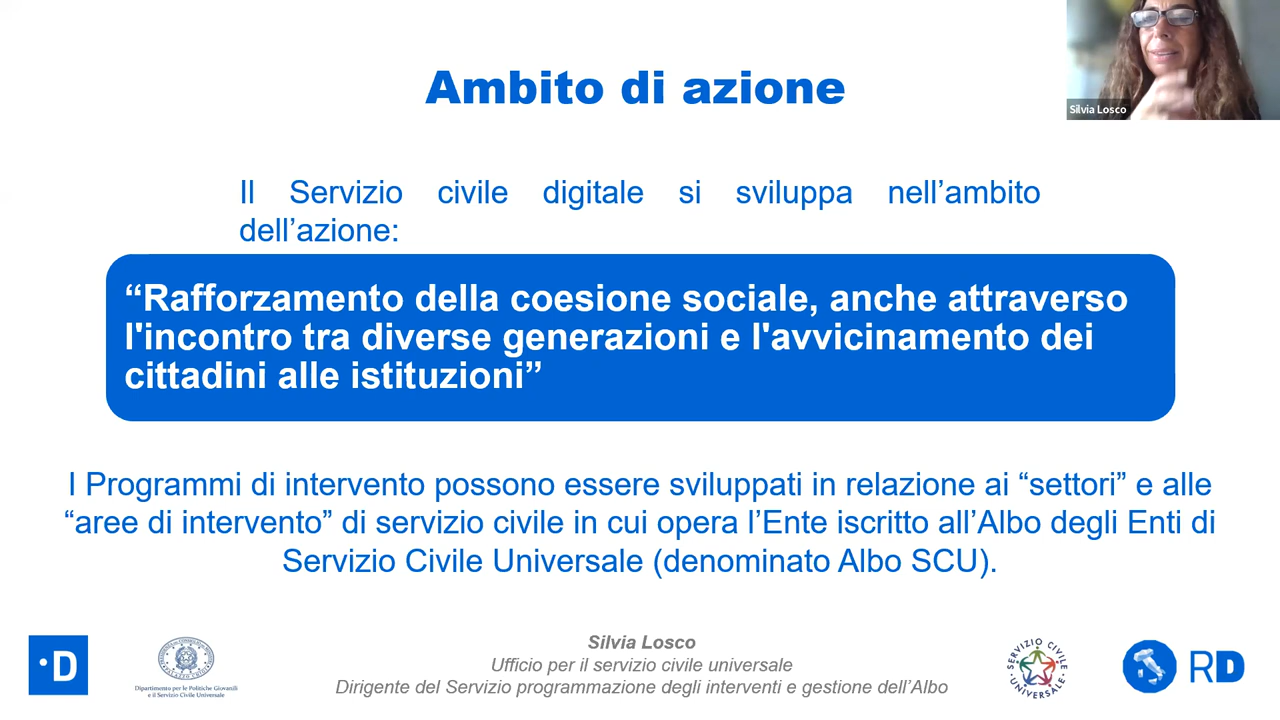 Ambito di azione
Silvia Losco
Il Servizio civile digitale si sviluppa nell’ambito
dell’azione:
“Rafforzamento della coesione sociale, anche attraverso
l'incontro tra diverse generazioni e l'avvicinamento dei
cittadini alle istituzioni”
I Programmi di intervento possono essere sviluppati in relazione ai “settori” e alle
“aree di intervento” di servizio civile in cui opera l’Ente iscritto all’Albo degli Enti di
Servizio Civile Universale (denominato Albo SCU).
·D
Dipartimento per le Politiche Giovanili
e il Servizio Civile Universale
Silvia Losco
Ufficio per il servizio civile universale
Dirigente del Servizio programmazione degli interventi e gestione dell’Albo
SERVIZIO CIVILE
UNIVERSALE
RD